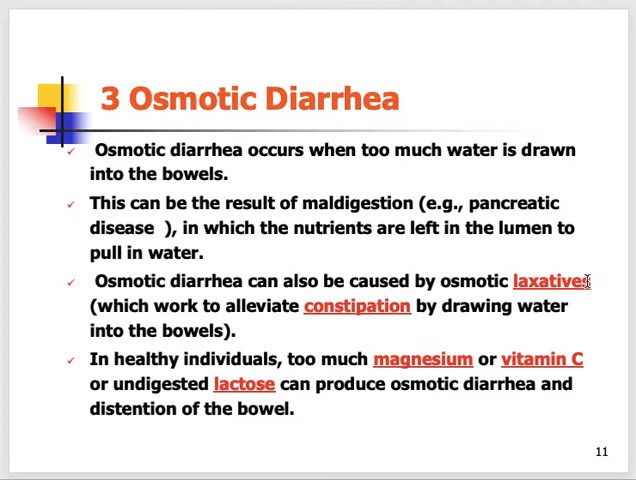 3 Osmotic Diarrhea
Osmotic diarrhea occurs when too much water is drawn
into the bowels.
This can be the result of maldigestion (e.g., pancreatic
disease ), in which the nutrients are left in the lumen to
pull in water.
Osmotic diarrhea can also be caused by osmotic laxatives
(which work to alleviate constipation by drawing water
into the bowels).
In healthy individuals, too much magnesium or vitamin C
or undigested lactose can produce osmotic diarrhea and
distention of the bowel.
11